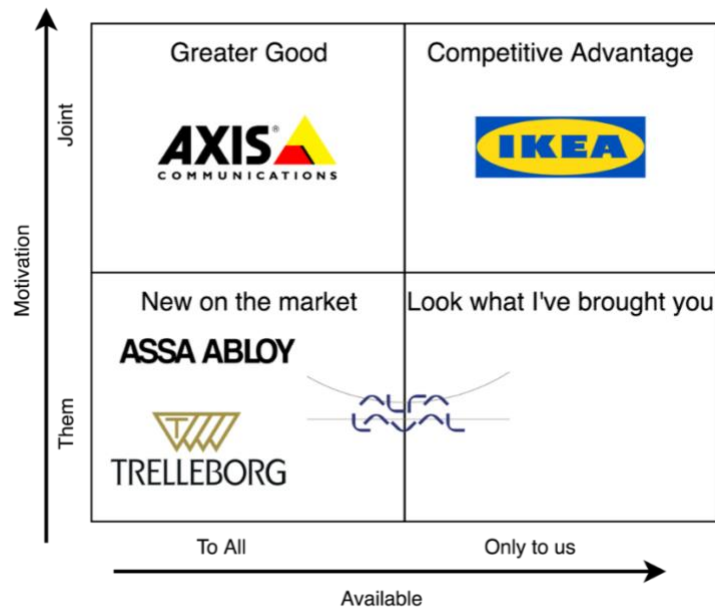 Greater Good
Competitive Advantage
AXIS®
COMMUNICATIONS
IKEA
Joint
Motivation
New on the market
Look what I've brought you
ASSA ABLOY
ALFA
LAVAL
Them
T
TRELLEBORG
To All
Only to us
Available